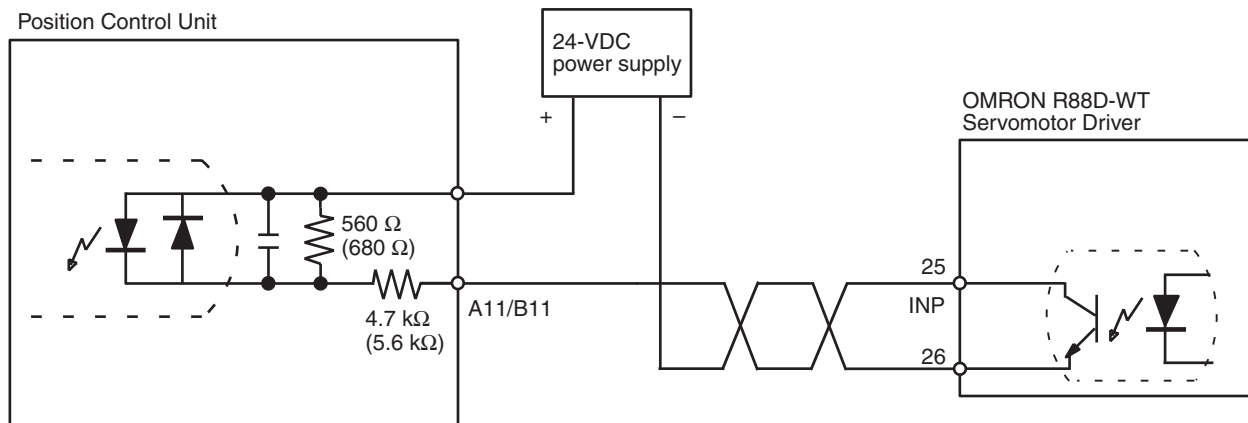 Position Control Unit
24-VDC
power supply
+
−
OMRON R88D-WT
Servomotor Driver
560 Ω
(680 Ω)
4.7 kΩ
(5.6 kΩ)
A11/B11
25
INP
26